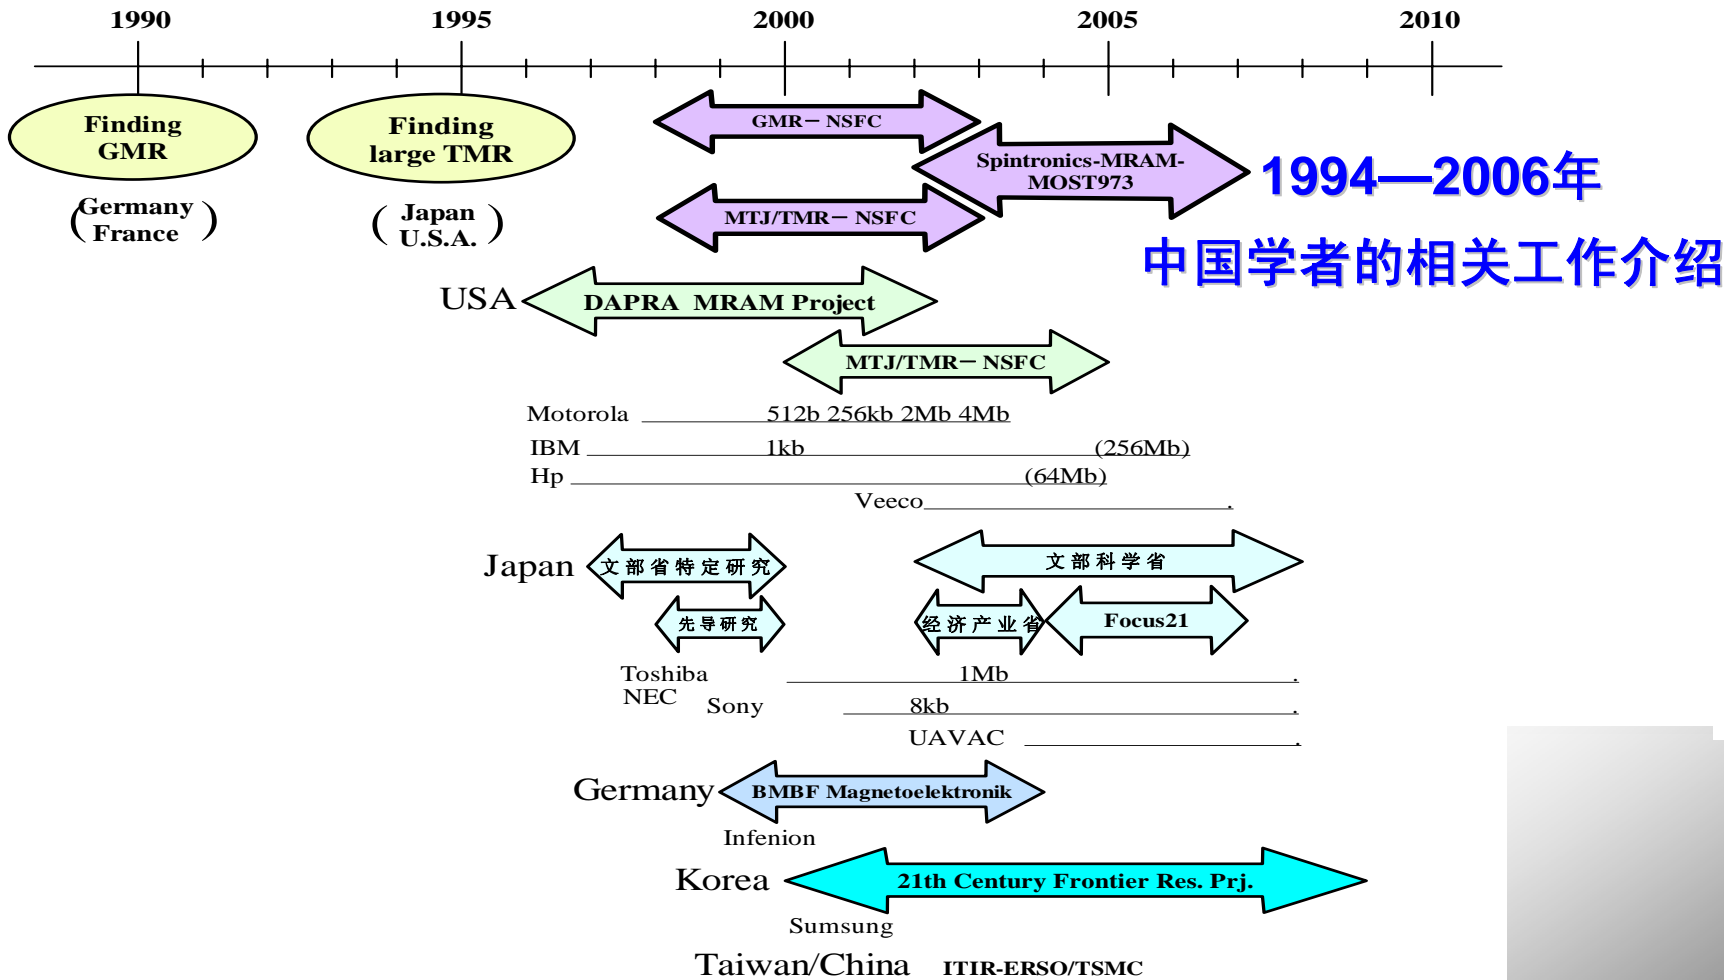 1990 1995 2000 2005 2010
Finding
GMR
(Germany
France)
Finding
large TMR
(Japan
U.S.A.)
GMR－NSFC
MTJ/TMR－ NSFC
Spintronics-MRAM-
MOST973
1994—2006年
中国学者的相关工作介绍
USA
DAPRA MRAM Project
MTJ/TMR－ NSFC
Motorola 512b 256kb 2Mb 4Mb
IBM 1kb (256Mb)
Hp (64Mb)
Veeco .
Japan
文部省特定研究
文部科学省
先导研究
经济产业省
Focus21
Toshiba 1Mb .
NEC
Sony 8kb .
UAVAC .
Germany
BMBF Magnetoelektronik
Infenion
Korea
21th Century Frontier Res. Prj.
Sumsung
Taiwan/China ITIR-ERSO/TSMC